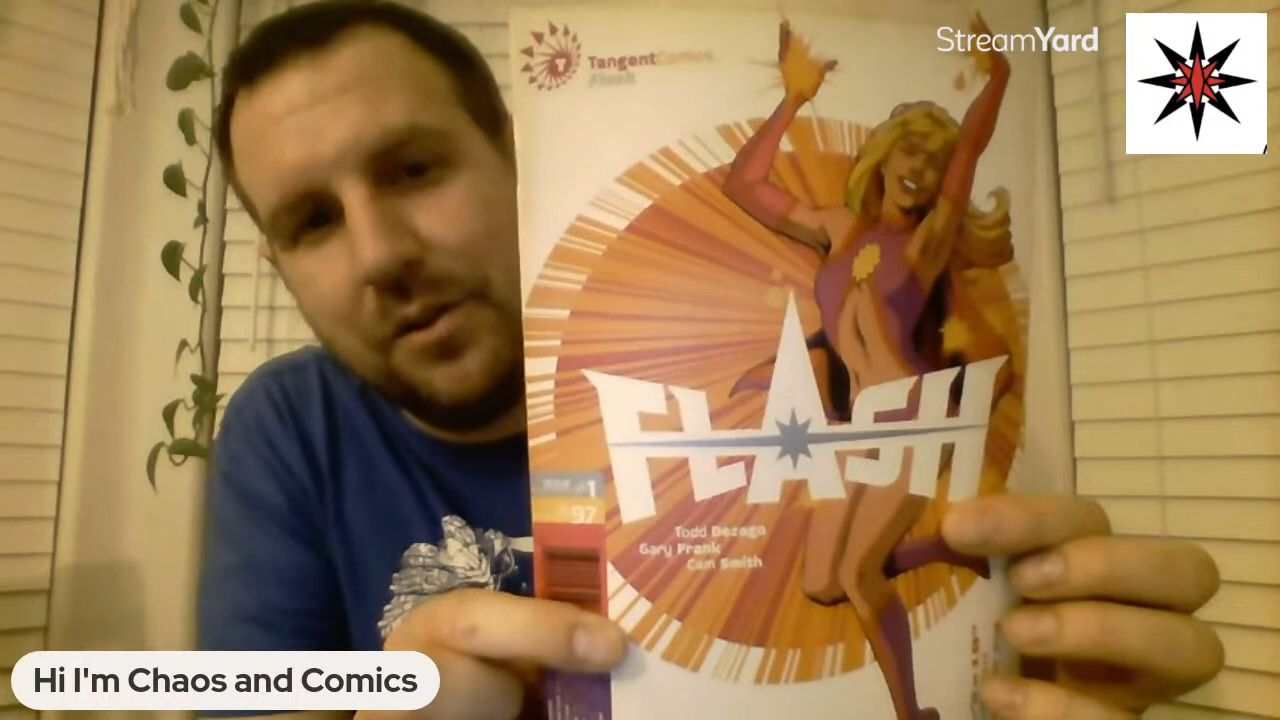 StreamYard
TangentComics
Flash
FLASH
#1
97
Todd Dezago
Gary Frank
Cam Smith
Hi I'm Chaos and Comics